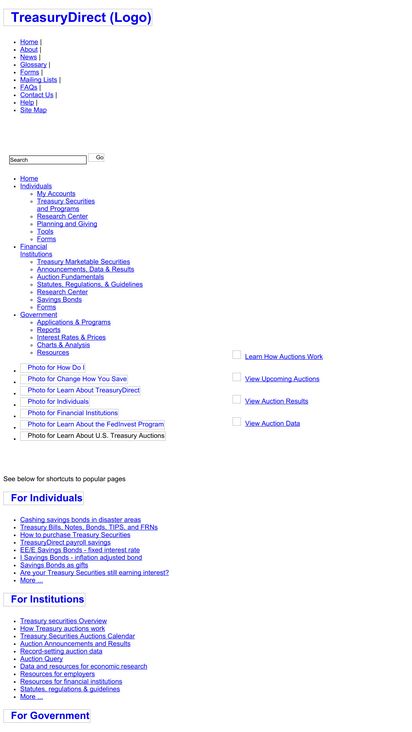 TreasuryDirect (Logo)
Home |
About |
News |
Glossary |
Forms |
Mailing Lists |
FAQs |
Contact Us |
Help |
Site Map
Search Go
Home
Individuals
My Accounts
Treasury Securities
and Programs
Research Center
Planning and Giving
Tools
Forms
Financial
Institutions
Treasury Marketable Securities
Announcements, Data & Results
Auction Fundamentals
Statutes, Regulations, & Guidelines
Research Center
Savings Bonds
Forms
Government
Applications & Programs
Reports
Interest Rates & Prices
Charts & Analysis
Resources
Photo for How Do I
Photo for Change How You Save
Photo for Learn About TreasuryDirect
Photo for Individuals
Photo for Financial Institutions
Photo for Learn About the FedInvest Program
Photo for Learn About U.S. Treasury Auctions
Learn How Auctions Work
View Upcoming Auctions
View Auction Results
View Auction Data
See below for shortcuts to popular pages
For Individuals
Cashing savings bonds in disaster areas
Treasury Bills, Notes, Bonds, TIPS, and FRNs
How to purchase Treasury Securities
TreasuryDirect payroll savings
EE/E Savings Bonds - fixed interest rate
I Savings Bonds - inflation adjusted bond
Savings Bonds as gifts
Are your Treasury Securities still earning interest?
More ...
For Institutions
Treasury securities Overview
How Treasury auctions work
Treasury Securities Auctions Calendar
Auction Announcements and Results
Record-setting auction data
Auction Query
Data and resources for economic research
Resources for employers
Resources for financial institutions
Statutes, regulations & guidelines
More ...
For Government